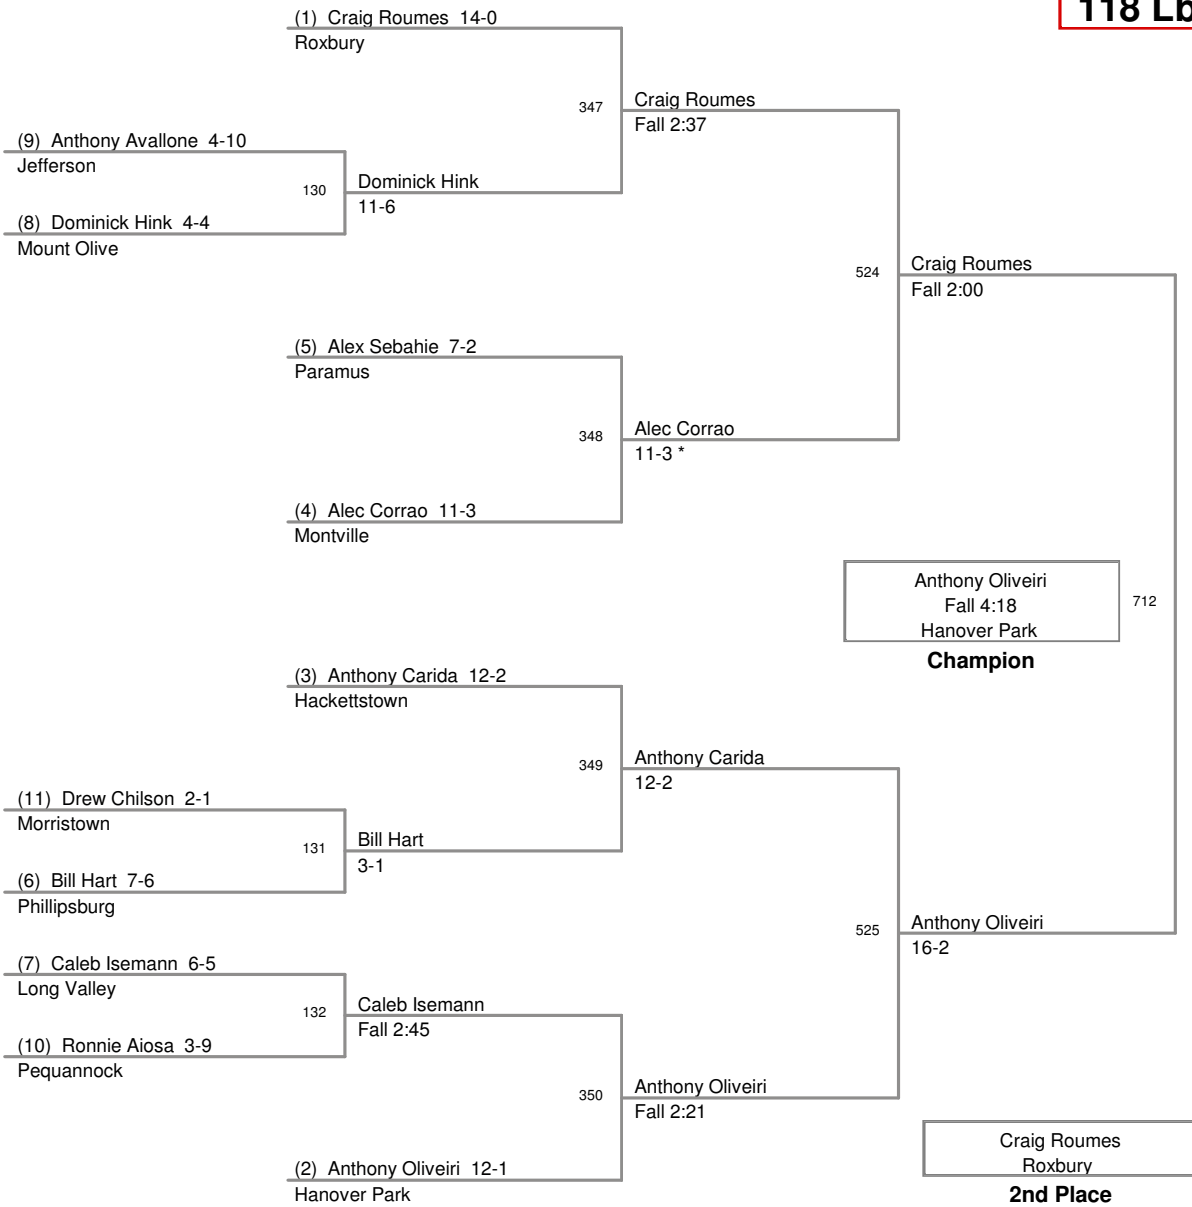 118 Lb
(1) Craig Roumes 14-0
Roxbury
347
Craig Roumes
Fall 2:37
(9) Anthony Avallone 4-10
Jefferson
130
Dominick Hink
11-6
(8) Dominick Hink 4-4
Mount Olive
524
Craig Roumes
Fall 2:00
(5) Alex Sebahie 7-2
Paramus
348
Alec Corrao
11-3 *
(4) Alec Corrao 11-3
Montville
Anthony Oliveiri
Fall 4:18
Hanover Park
712
Champion
(3) Anthony Carida 12-2
Hackettstown
349
Anthony Carida
12-2
(11) Drew Chilson 2-1
Morristown
131
Bill Hart
3-1
(6) Bill Hart 7-6
Phillipsburg
525
Anthony Oliveiri
16-2
(7) Caleb Isemann 6-5
Long Valley
132
Caleb Isemann
Fall 2:45
(10) Ronnie Aiosa 3-9
Pequannock
350
Anthony Oliveiri
Fall 2:21
(2) Anthony Oliveiri 12-1
Hanover Park
Craig Roumes
Roxbury
2nd Place